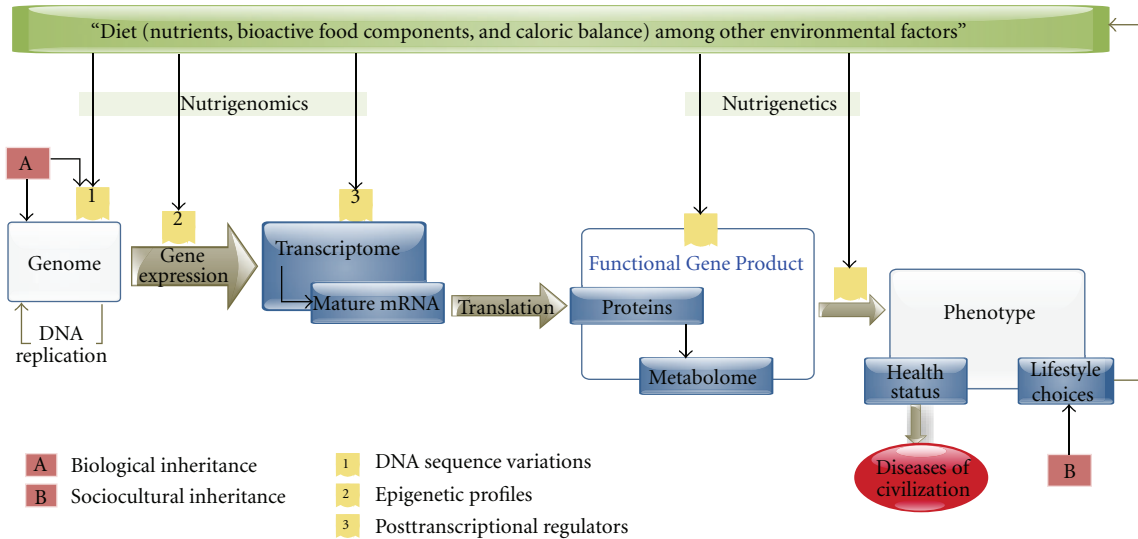 “Diet (nutrients, bioactive food components, and caloric balance) among other environmental factors”
Nutrigenomics
Nutrigenetics
A
1
2
3
Genome
Gene
expression
Transcriptome
Mature mRNA
Translation
Functional Gene Product
Proteins
Metabolome
Phenotype
Health
status
Lifestyle
choices
DNA
replication
Diseases of
civilization
B
A Biological inheritance
B Sociocultural inheritance
1 DNA sequence variations
2 Epigenetic profiles
3 Posttranscriptional regulators